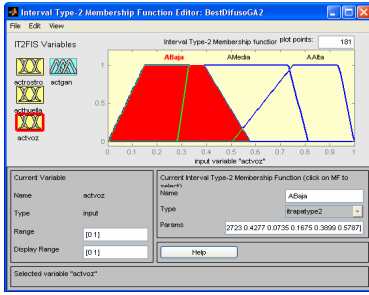 Interval Type-2 Membership Function Editor: BestDifusoGA2
File Edit View
IT2FIS Variables
Interval Type-2 Membership function plot points: 181
actrostro actgan
acthuella
actvoz
ABaja AMedia AAlta
1
0.5
0
0 0.1 0.2 0.3 0.4 0.5 0.6 0.7 0.8 0.9 1
input variable "actvoz"
Current Variable
Name actvoz
Type input
Range [0 1]
Display Range [0 1]
Current Interval Type-2 Membership Function (click on MF to select)
Name ABaja
Type itrapatype2
Params 2723 0.4277 0.0735 0.1675 0.3899 0.5787]
Help
Selected variable "actvoz"